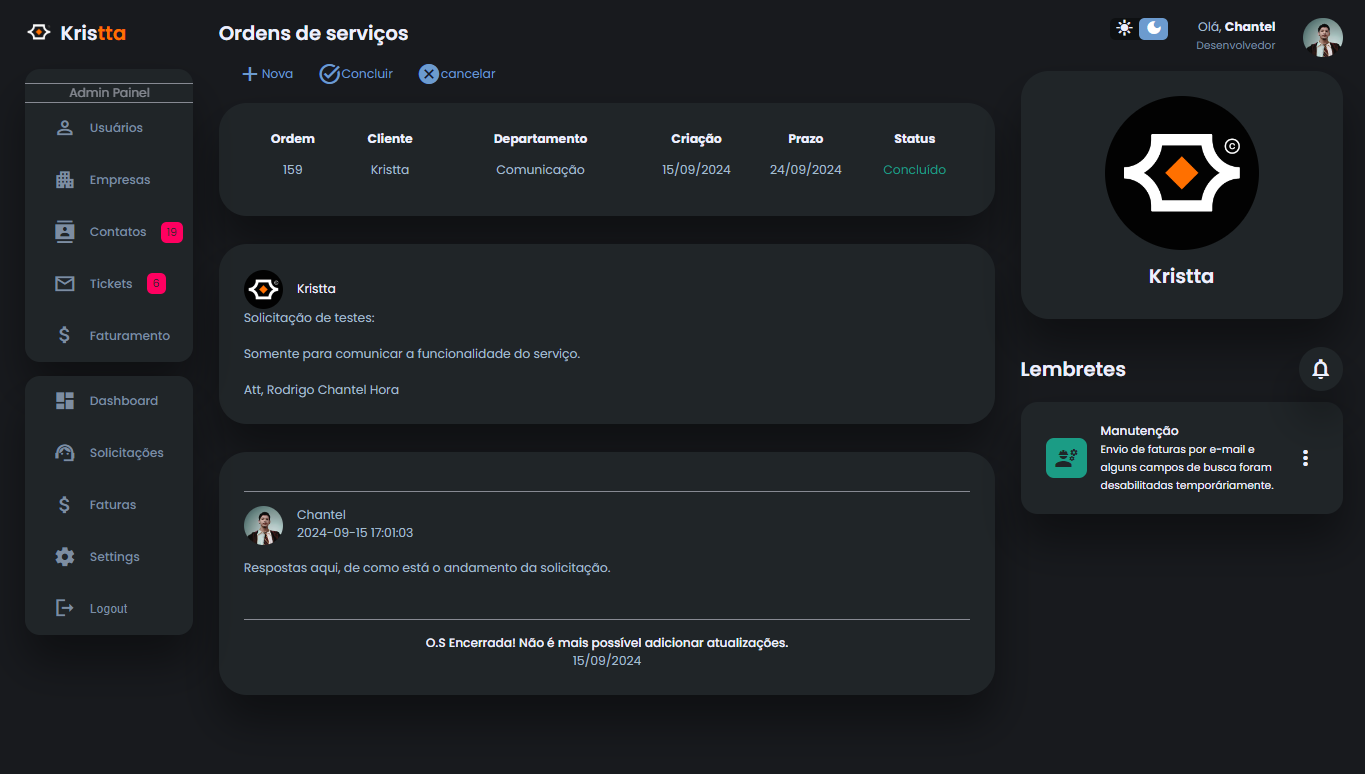 Kristta
Admin Painel
Usuários
Empresas
Contatos 19
Tickets 6
Faturamento
Dashboard
Solicitações
Faturas
Settings
Logout
Ordens de serviços
Nova Concluir cancelar
Ordem Cliente Departamento Criação Prazo Status
159 Kristta Comunicação 15/09/2024 24/09/2024 Concluído
Kristta
Solicitação de testes:
Somente para comunicar a funcionalidade do serviço.
Att, Rodrigo Chantel Hora
Chantel
2024-09-15 17:01:03
Respostas aqui, de como está o andamento da solicitação.
O.S Encerrada! Não é mais possível adicionar atualizações.
15/09/2024
Olá, Chantel
Desenvolvedor
©
Kristta
Lembretes
Manutenção
Envio de faturas por e-mail e
alguns campos de busca foram
desabilitadas temporáriamente.